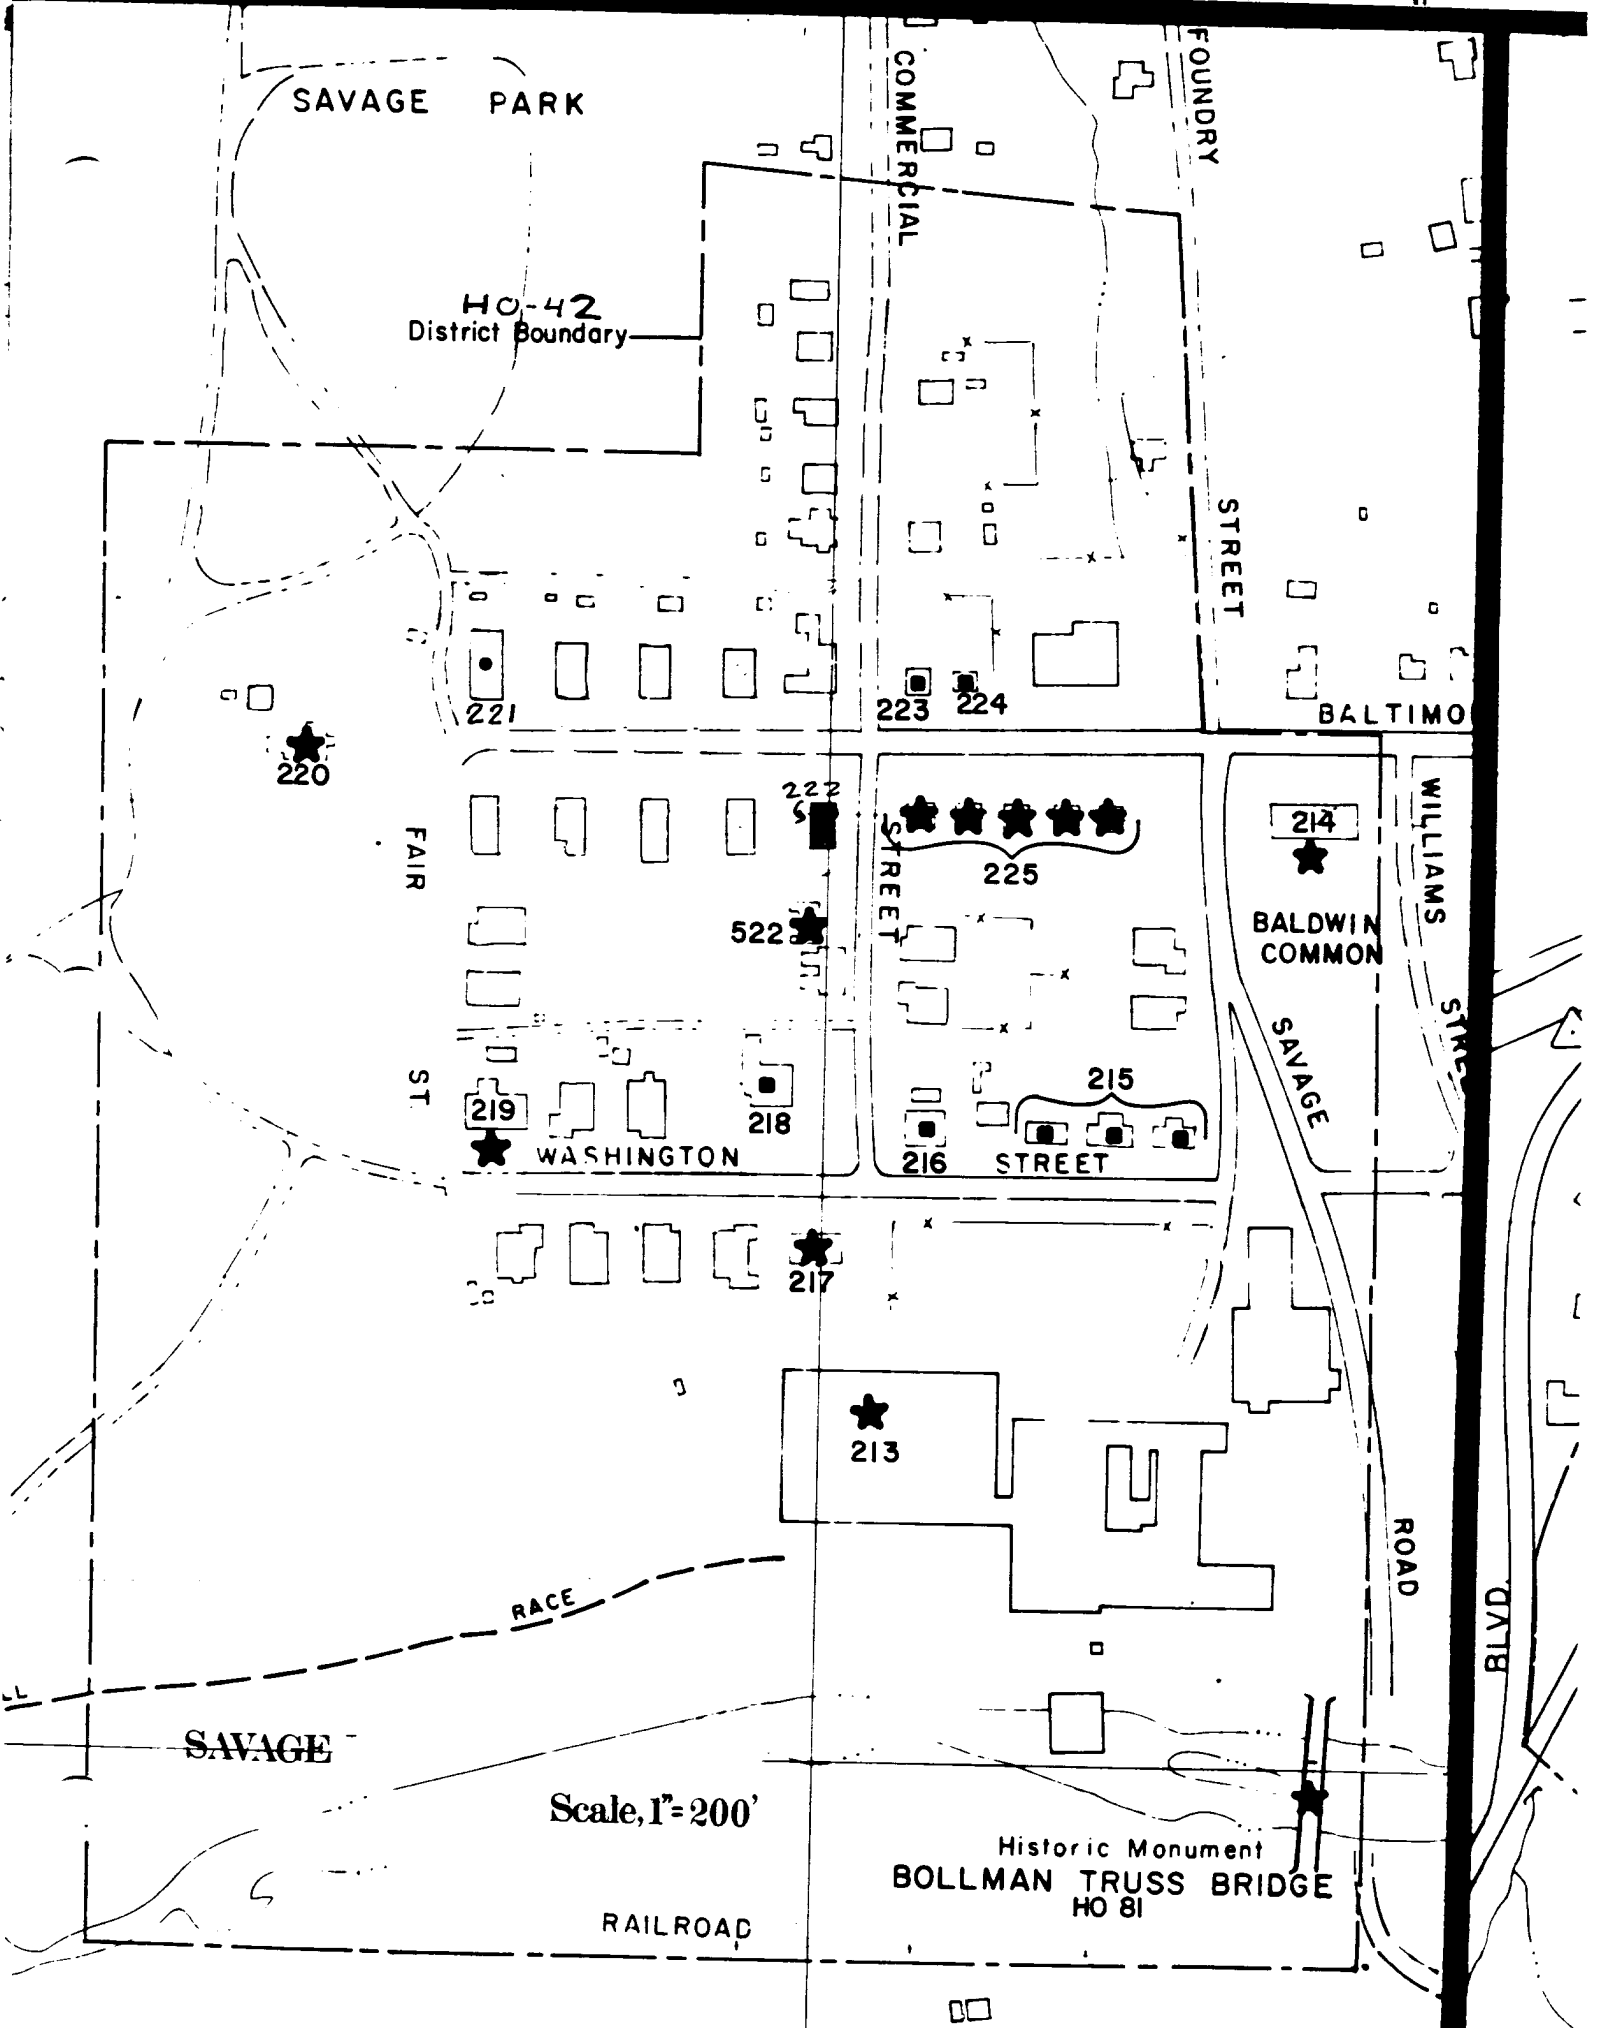 SAVAGE PARK
COMMERCIAL
FOUNDRY
HO-42
District Boundary
STREET
221
223
224
BALTIMO
220
222
214
WILLIAMS
FAIR
STREET
225
522
BALDWIN
COMMON
SAVAGE
ST.
219
218
215
WASHINGTON
216
STREET
217
213
ROAD
RACE
BLVD.
LL
SAVAGE
Scale, 1"=200'
Historic Monument
BOLLMAN TRUSS BRIDGE
HO 81
RAILROAD